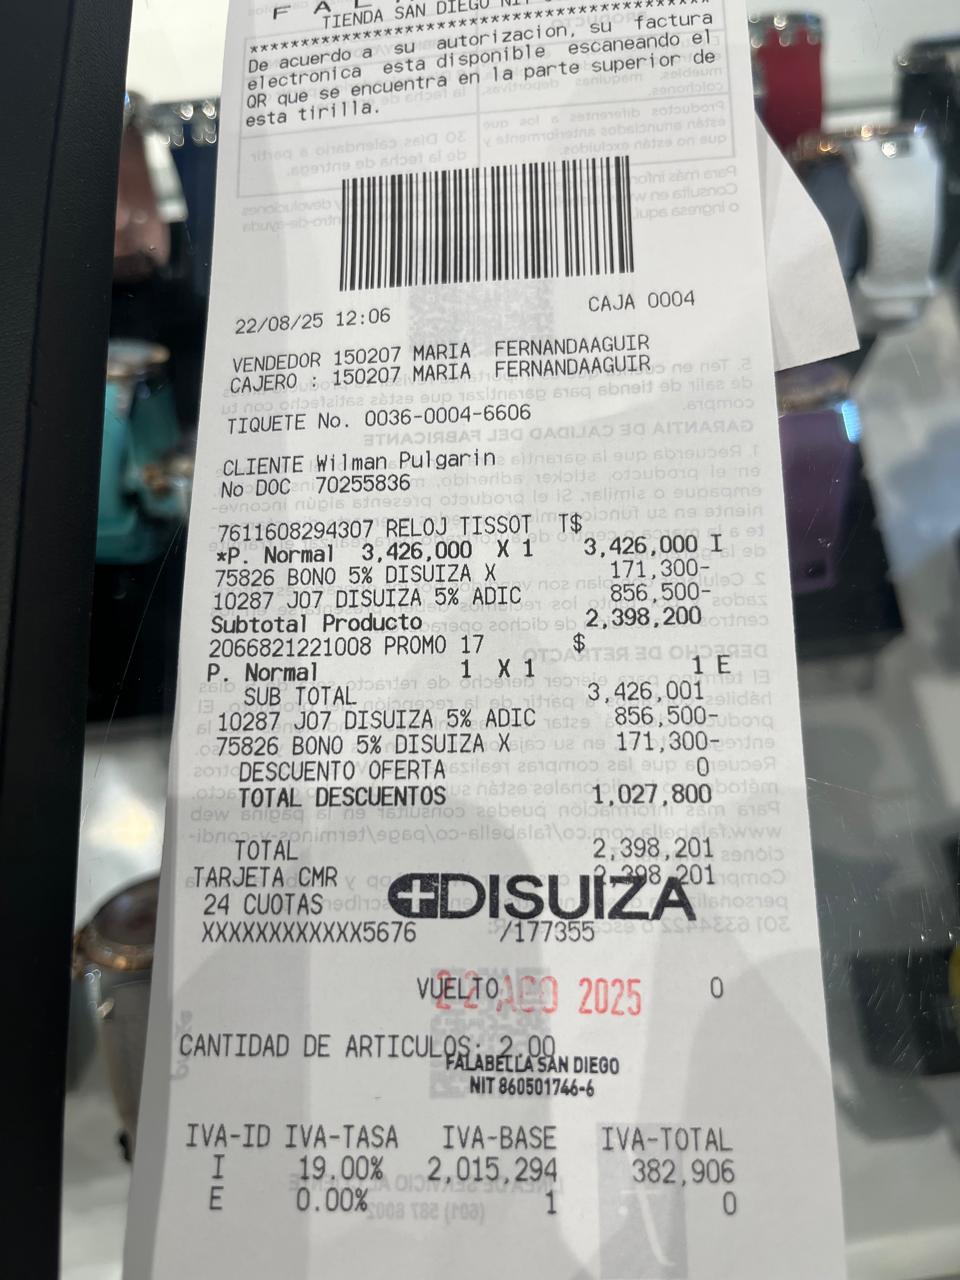 TIENDA SAN DIEGO NIT
De acuerdo a su autorizacion, su factura
electronica esta disponible escaneando el
QR que se encuentra en la parte superior de
esta tirilla.
22/08/25 12:06 CAJA 0004
VENDEDOR 150207 MARIA FERNANDAAGUIR
CAJERO : 150207 MARIA FERNANDAAGUIR
TIQUETE No. 0036-0004-6606
CLIENTE Wilman Pulgarin
No DOC 70255836
7611608294307 RELOJ TISSOT T$
*P. Normal 3,426,000 X 1 3,426,000 I
75826 BONO 5% DISUIZA X 171,300-
10287 J07 DISUIZA 5% ADIC 856,500-
Subtotal Producto 2,398,200
2066821221008 PROMO 17 $
P. Normal 1 X 1 1 E
SUB TOTAL 3,426,001
10287 J07 DISUIZA 5% ADIC 856,500-
75826 BONO 5% DISUIZA X 171,300-
DESCUENTO OFERTA 0
TOTAL DESCUENTOS 1,027,800
TOTAL 2,398,201
TARJETA CMR 2,398,201
24 CUOTAS
DISUIZA
XXXXXXXXXXXX5676 /177355
VUELTO 0
22 AGO 2025
CANTIDAD DE ARTICULOS: 2.00
FALABELLA SAN DIEGO
NIT 860501746-6
IVA-ID IVA-TASA IVA-BASE IVA-TOTAL
I 19.00% 2,015,294 382,906
E 0.00% 1 0